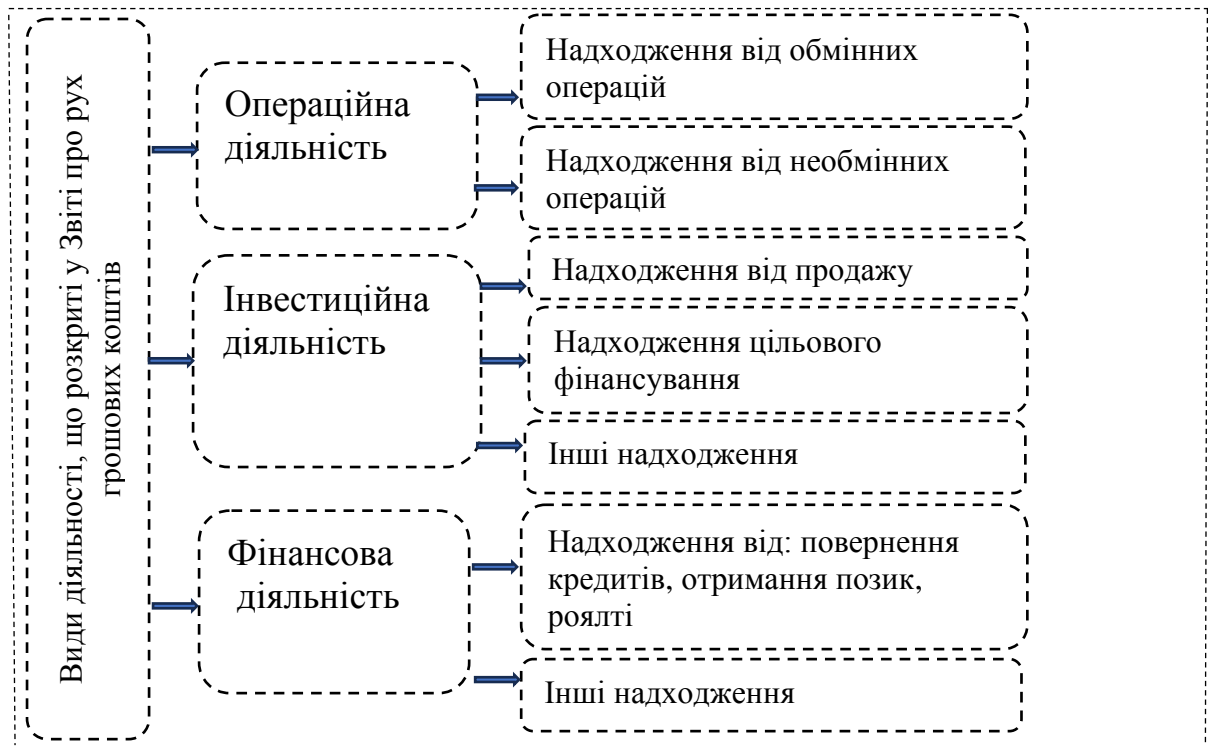 Види діяльності, що розкриті у Звіті про рух
грошових коштів
Операційна
діяльність
Надходження від обмінних
операцій
Надходження від необмінних
операцій
Інвестиційна
діяльність
Надходження від продажу
Надходження цільового
фінансування
Інші надходження
Фінансова
діяльність
Надходження від: повернення
кредитів, отримання позик,
роялті
Інші надходження